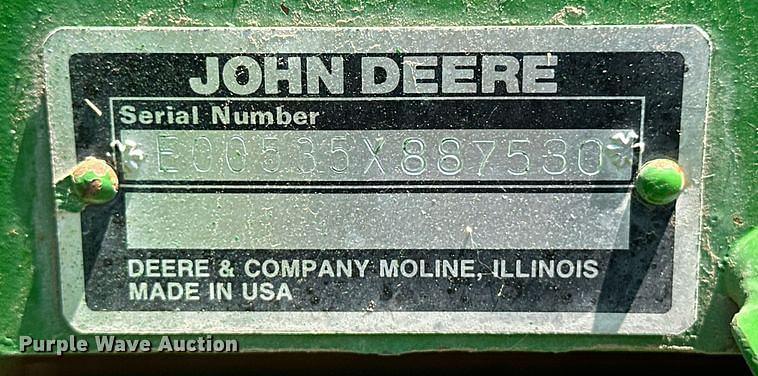 JOHN DEERE
Serial Number
E00535X887530
DEERE & COMPANY MOLINE, ILLINOIS
MADE IN USA
Purple Wave Auction